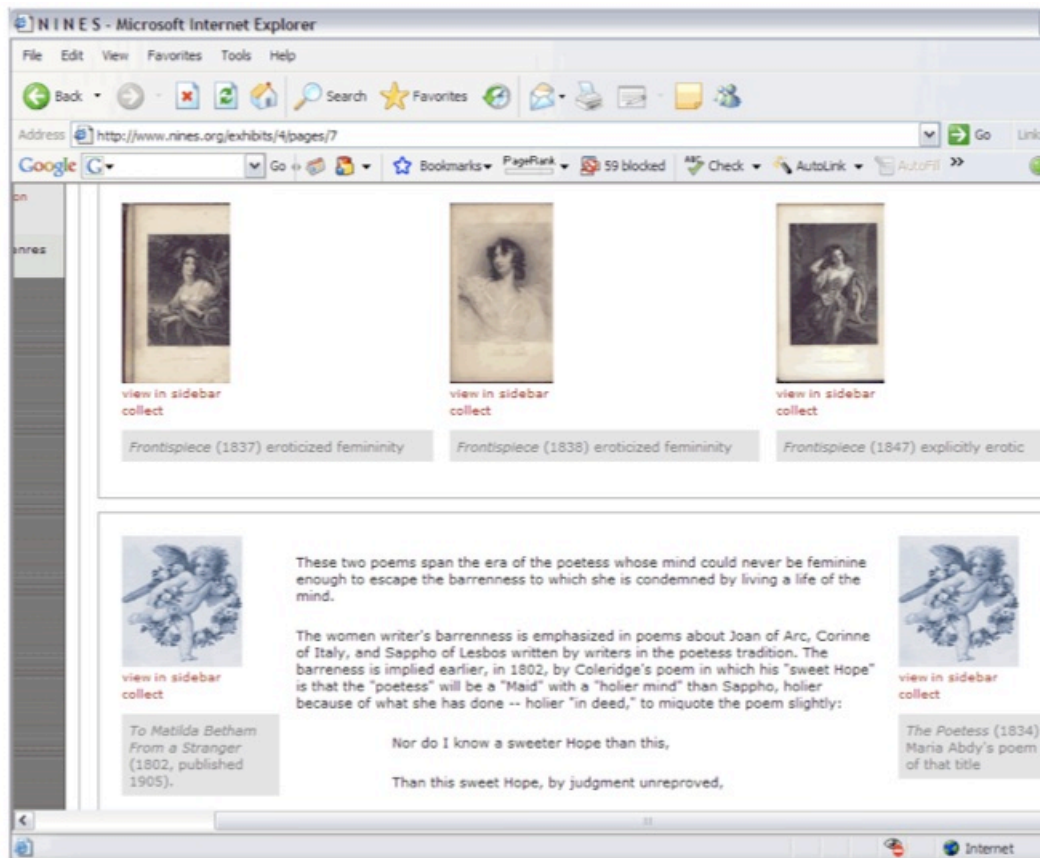 N I N E S - Microsoft Internet Explorer
File Edit View Favorites Tools Help
Back Search Favorites
Address http://www.nines.org/exhibits/4/pages/7 Go Link
Google G Go Bookmarks PageRank 59 blocked ABC Check AutoLink AutoFill »
on
enres
view in sidebar
collect
Frontispiece (1837) eroticized femininity
view in sidebar
collect
Frontispiece (1838) eroticized femininity
view in sidebar
collect
Frontispiece (1847) explicitly erotic
view in sidebar
collect
To Matilda Betham
From a Stranger
(1802, published
1905).
These two poems span the era of the poetess whose mind could never be feminine
enough to escape the barrenness to which she is condemned by living a life of the
mind.
The women writer's barrenness is emphasized in poems about Joan of Arc, Corinne
of Italy, and Sappho of Lesbos written by writers in the poetess tradition. The
barreness is implied earlier, in 1802, by Coleridge's poem in which his "sweet Hope"
is that the "poetess" will be a "Maid" with a "holier mind" than Sappho, holier
because of what she has done -- holier "in deed," to miquote the poem slightly:
Nor do I know a sweeter Hope than this,
Than this sweet Hope, by judgment unreproved,
view in sidebar
collect
The Poetess (1834)
Maria Abdy's poem
of that title
Internet